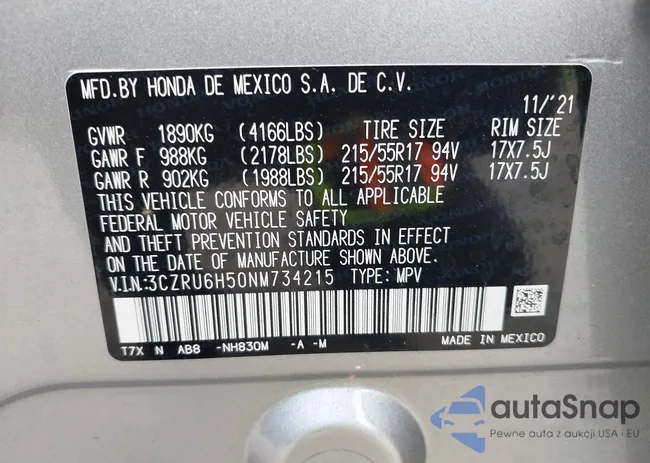 MFD.BY HONDA DE MEXICO S.A. DE C.V.
11/'21
GVWR 1890KG (4166LBS) TIRE SIZE RIM SIZE
GAWR F 988KG (2178LBS) 215/55R17 94V 17X7.5J
GAWR R 902KG (1988LBS) 215/55R17 94V 17X7.5J
THIS VEHICLE CONFORMS TO ALL APPLICABLE
FEDERAL MOTOR VEHICLE SAFETY
AND THEFT PREVENTION STANDARDS IN EFFECT
ON THE DATE OF MANUFACTURE SHOWN ABOVE.
V.I.N:3CZRU6H50NM734215 TYPE: MPV
T7X N AB8 -NH830M -A -M
MADE IN MEXICO
autaSnap
Pewne auta z aukcji USA i EU